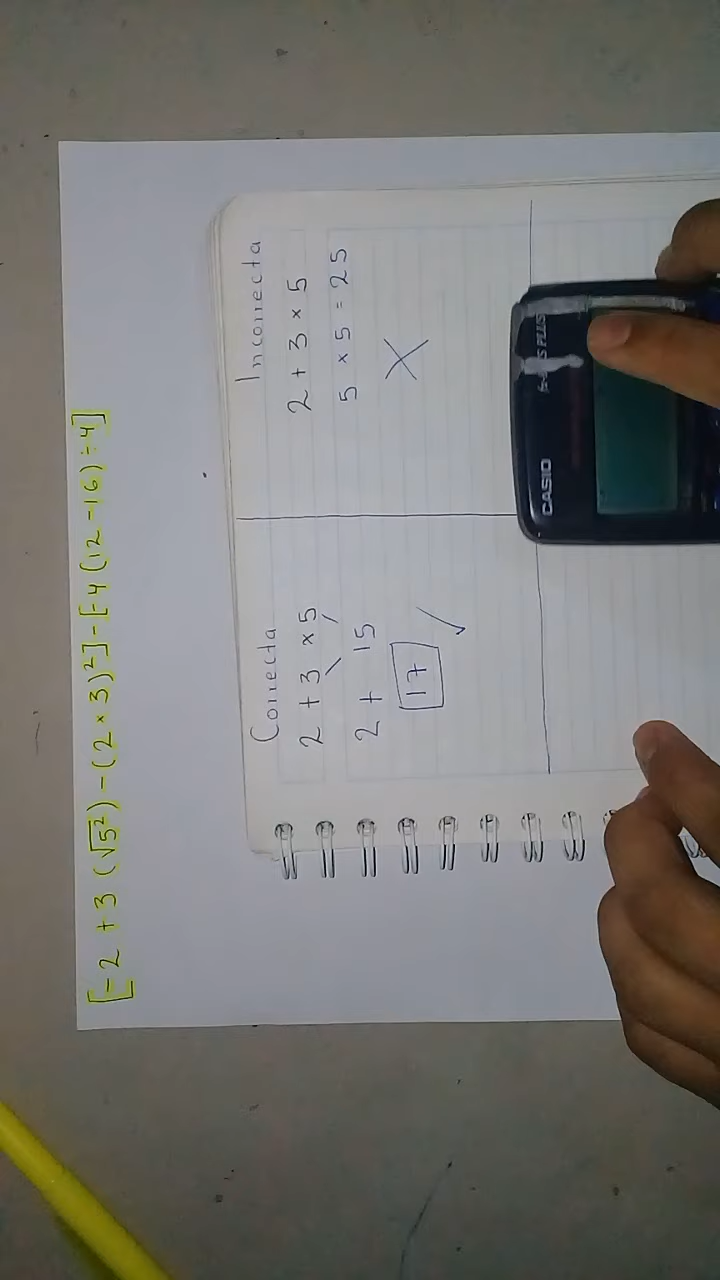 [-2+3(√5²)-(2×3)²]-[-4(12-16)÷4]
Correcta
2+3×5
2+ 15
17
Incorrecta
2+3×5
5×5=25
CASIO